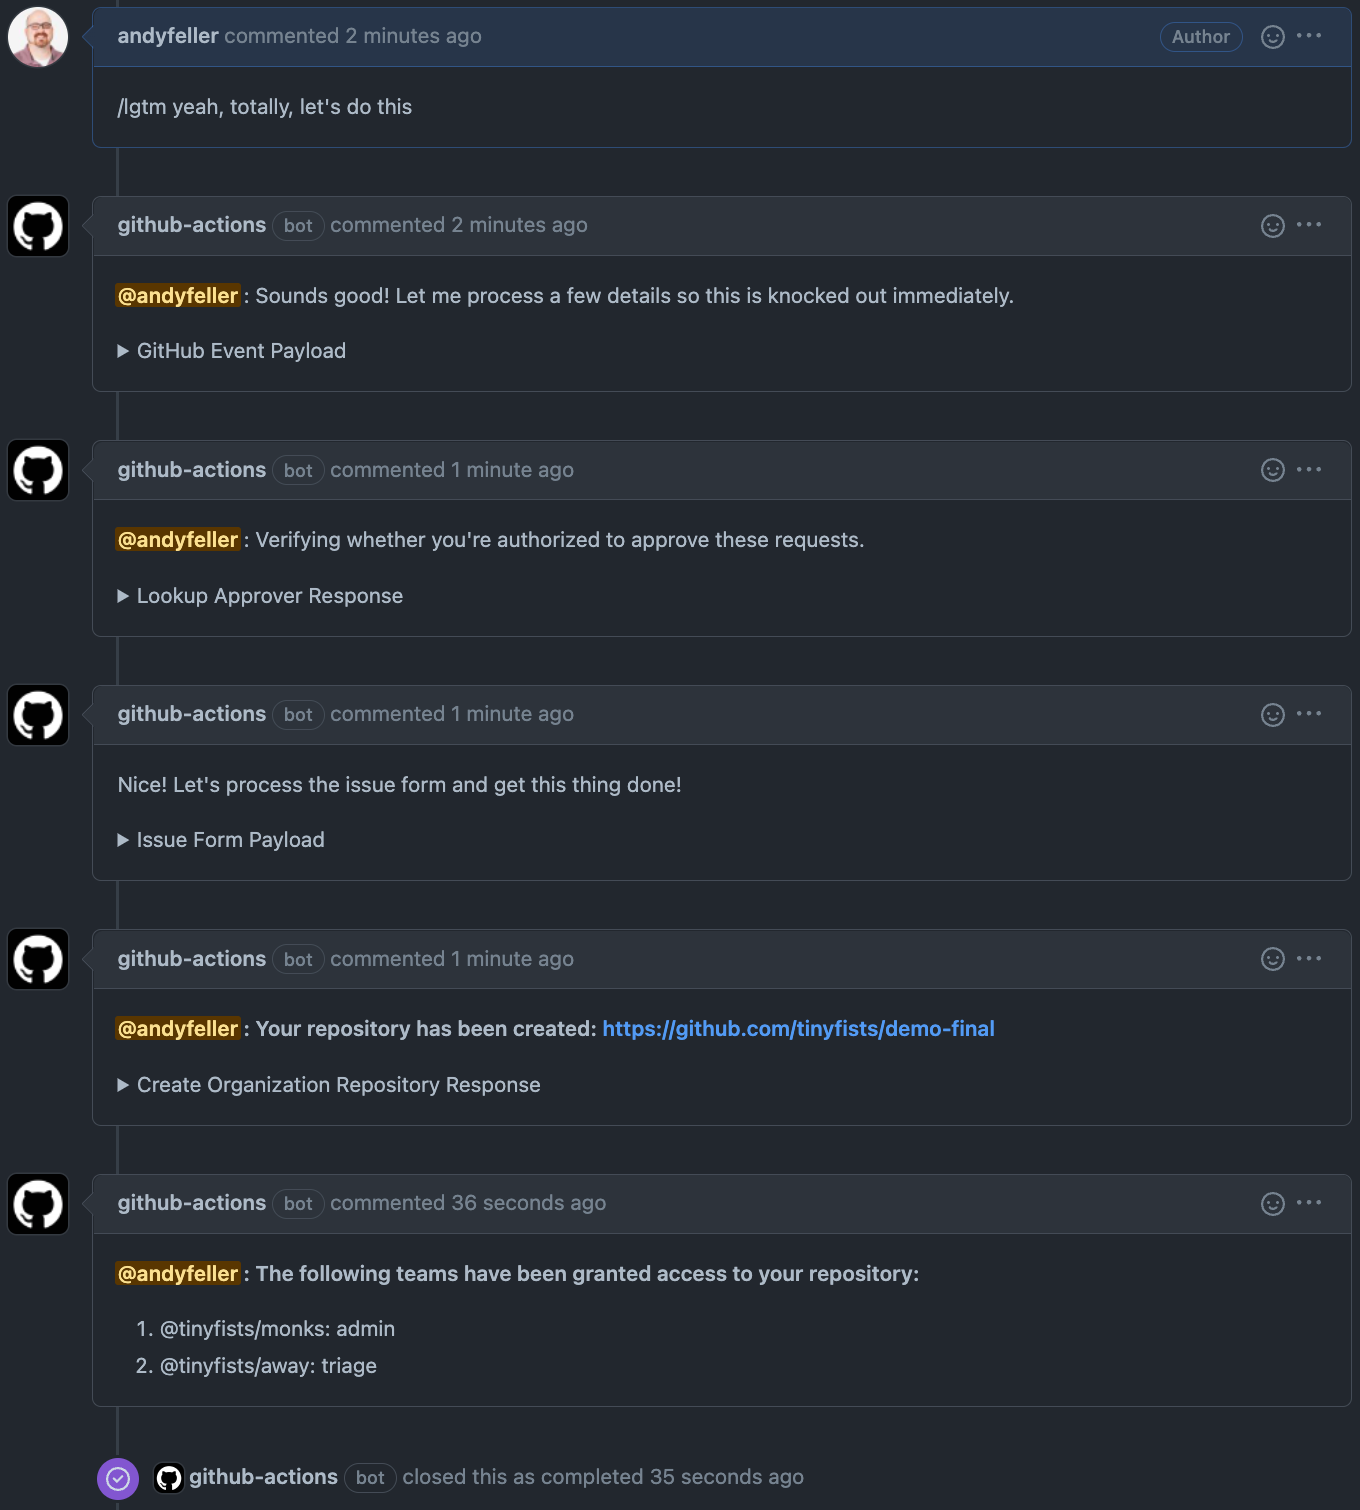 andyfeller commented 2 minutes ago Author
/lgtm yeah, totally, let's do this
github-actions bot commented 2 minutes ago
@andyfeller: Sounds good! Let me process a few details so this is knocked out immediately.
GitHub Event Payload
github-actions bot commented 1 minute ago
@andyfeller: Verifying whether you're authorized to approve these requests.
Lookup Approver Response
github-actions bot commented 1 minute ago
Nice! Let's process the issue form and get this thing done!
Issue Form Payload
github-actions bot commented 1 minute ago
@andyfeller: Your repository has been created: https://github.com/tinyfists/demo-final
Create Organization Repository Response
github-actions bot commented 36 seconds ago
@andyfeller: The following teams have been granted access to your repository:
1. @tinyfists/monks: admin
2. @tinyfists/away: triage
github-actions bot closed this as completed 35 seconds ago